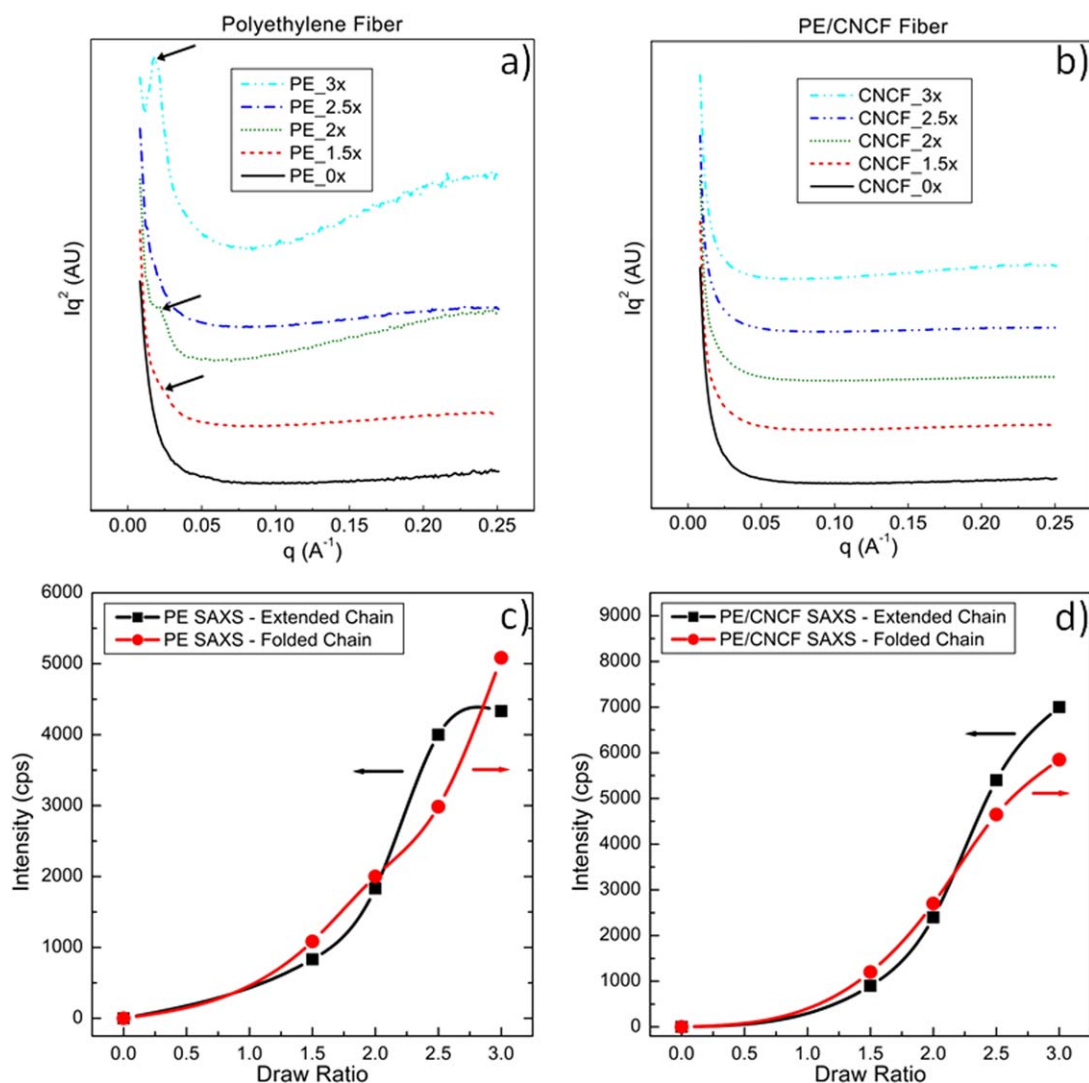 Polyethylene Fiber
a)
PE_3x
PE_2.5x
PE_2x
PE_1.5x
PE_0x
Iq² (AU)
0.00 0.05 0.10 0.15 0.20 0.25
q (A⁻¹)
PE/CNCF Fiber
b)
CNCF_3x
CNCF_2.5x
CNCF_2x
CNCF_1.5x
CNCF_0x
Iq² (AU)
0.00 0.05 0.10 0.15 0.20 0.25
q (A⁻¹)
c)
PE SAXS - Extended Chain
PE SAXS - Folded Chain
Intensity (cps)
6000
5000
4000
3000
2000
1000
0
0.0 0.5 1.0 1.5 2.0 2.5 3.0
Draw Ratio
d)
PE/CNCF SAXS - Extended Chain
PE/CNCF SAXS - Folded Chain
Intensity (cps)
9000
8000
7000
6000
5000
4000
3000
2000
1000
0
0.0 0.5 1.0 1.5 2.0 2.5 3.0
Draw Ratio